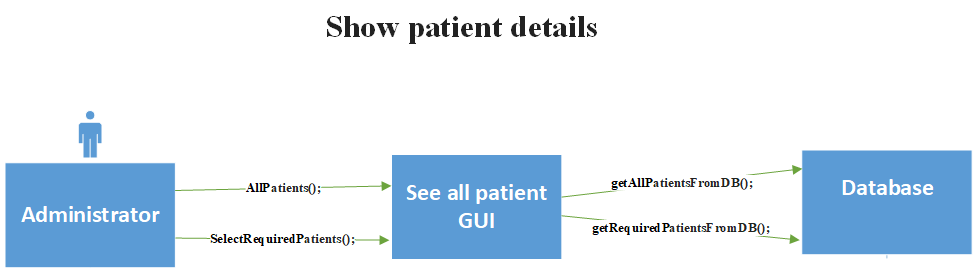 Show patient details
Administrator
AllPatients();
SelectRequiredPatients();
See all patient
GUI
getAllPatientsFromDB();
getRequiredPatientsFromDB();
Database